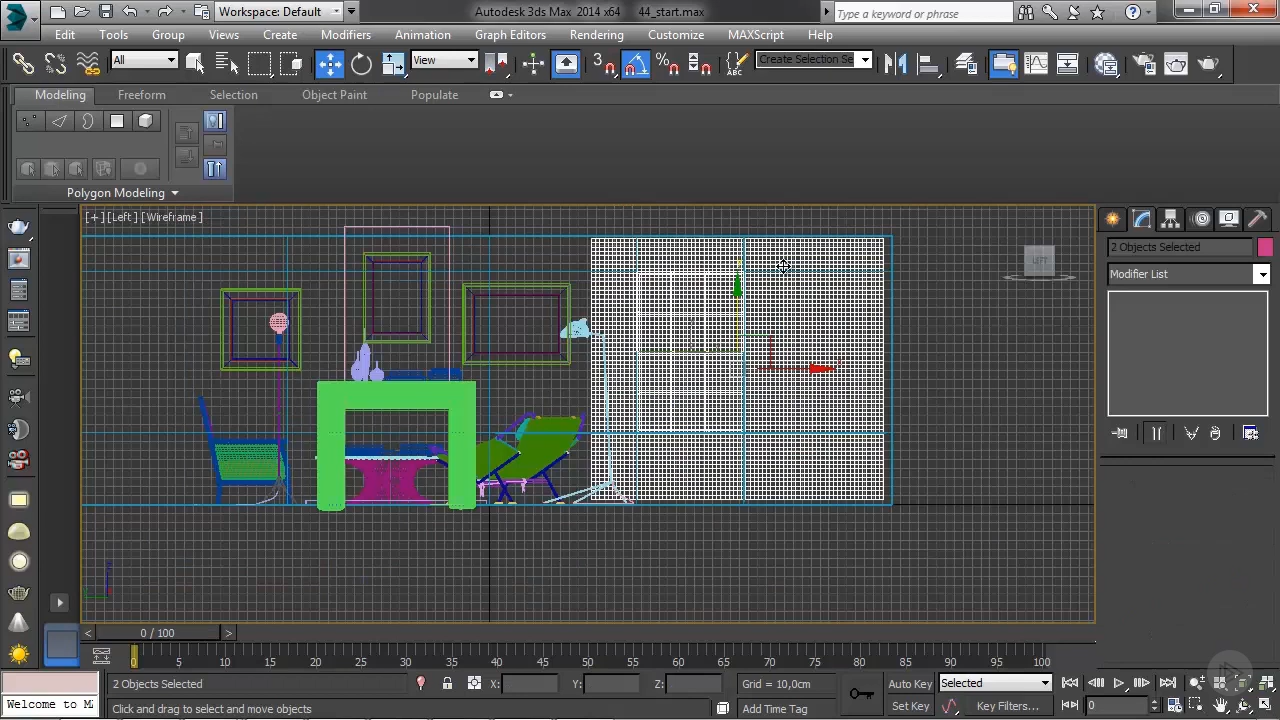 Workspace: Default
Autodesk 3ds Max 2014 x64 44_start.max
Type a keyword or phrase
Edit Tools Group Views Create Modifiers Animation Graph Editors Rendering Customize MAXScript Help
All View Create Selection Se
Modeling Freeform Selection Object Paint Populate
Polygon Modeling
[+] [Left] [Wireframe]
LEFT
2 Objects Selected
Modifier List
0 / 100
0 5 10 15 20 25 30 35 40 45 50 55 60 65 70 75 80 85 90 95 100
2 Objects Selected X: Y: Z: Grid = 10,0cm Auto Key Selected
Welcome to M Click and drag to select and move objects Add Time Tag Set Key Key Filters... 0